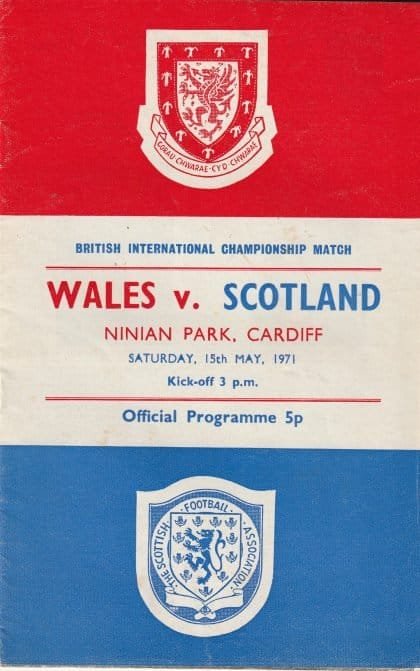 GORAU CHWARAE · CYD CHWARAE
BRITISH INTERNATIONAL CHAMPIONSHIP MATCH
WALES v. SCOTLAND
NINIAN PARK, CARDIFF
SATURDAY, 15th MAY, 1971
Kick-off 3 p.m.
Official Programme 5p
THE SCOTTISH FOOTBALL ASSOCIATION